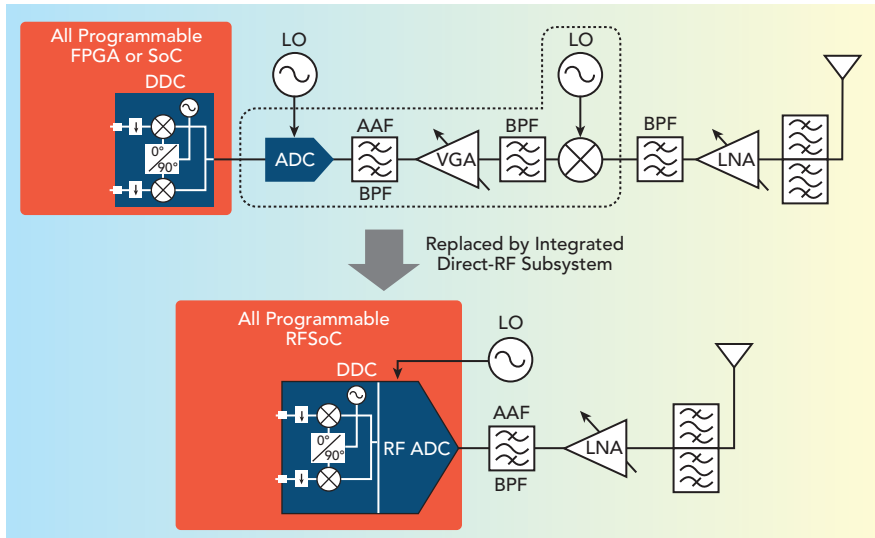 All Programmable
FPGA or SoC
DDC
0°/90°
LO
ADC
AAF
BPF
VGA
BPF
LO
BPF
LNA
Replaced by Integrated
Direct-RF Subsystem
All Programmable
RFSoC
DDC
0°/90°
RF ADC
LO
AAF
BPF
LNA